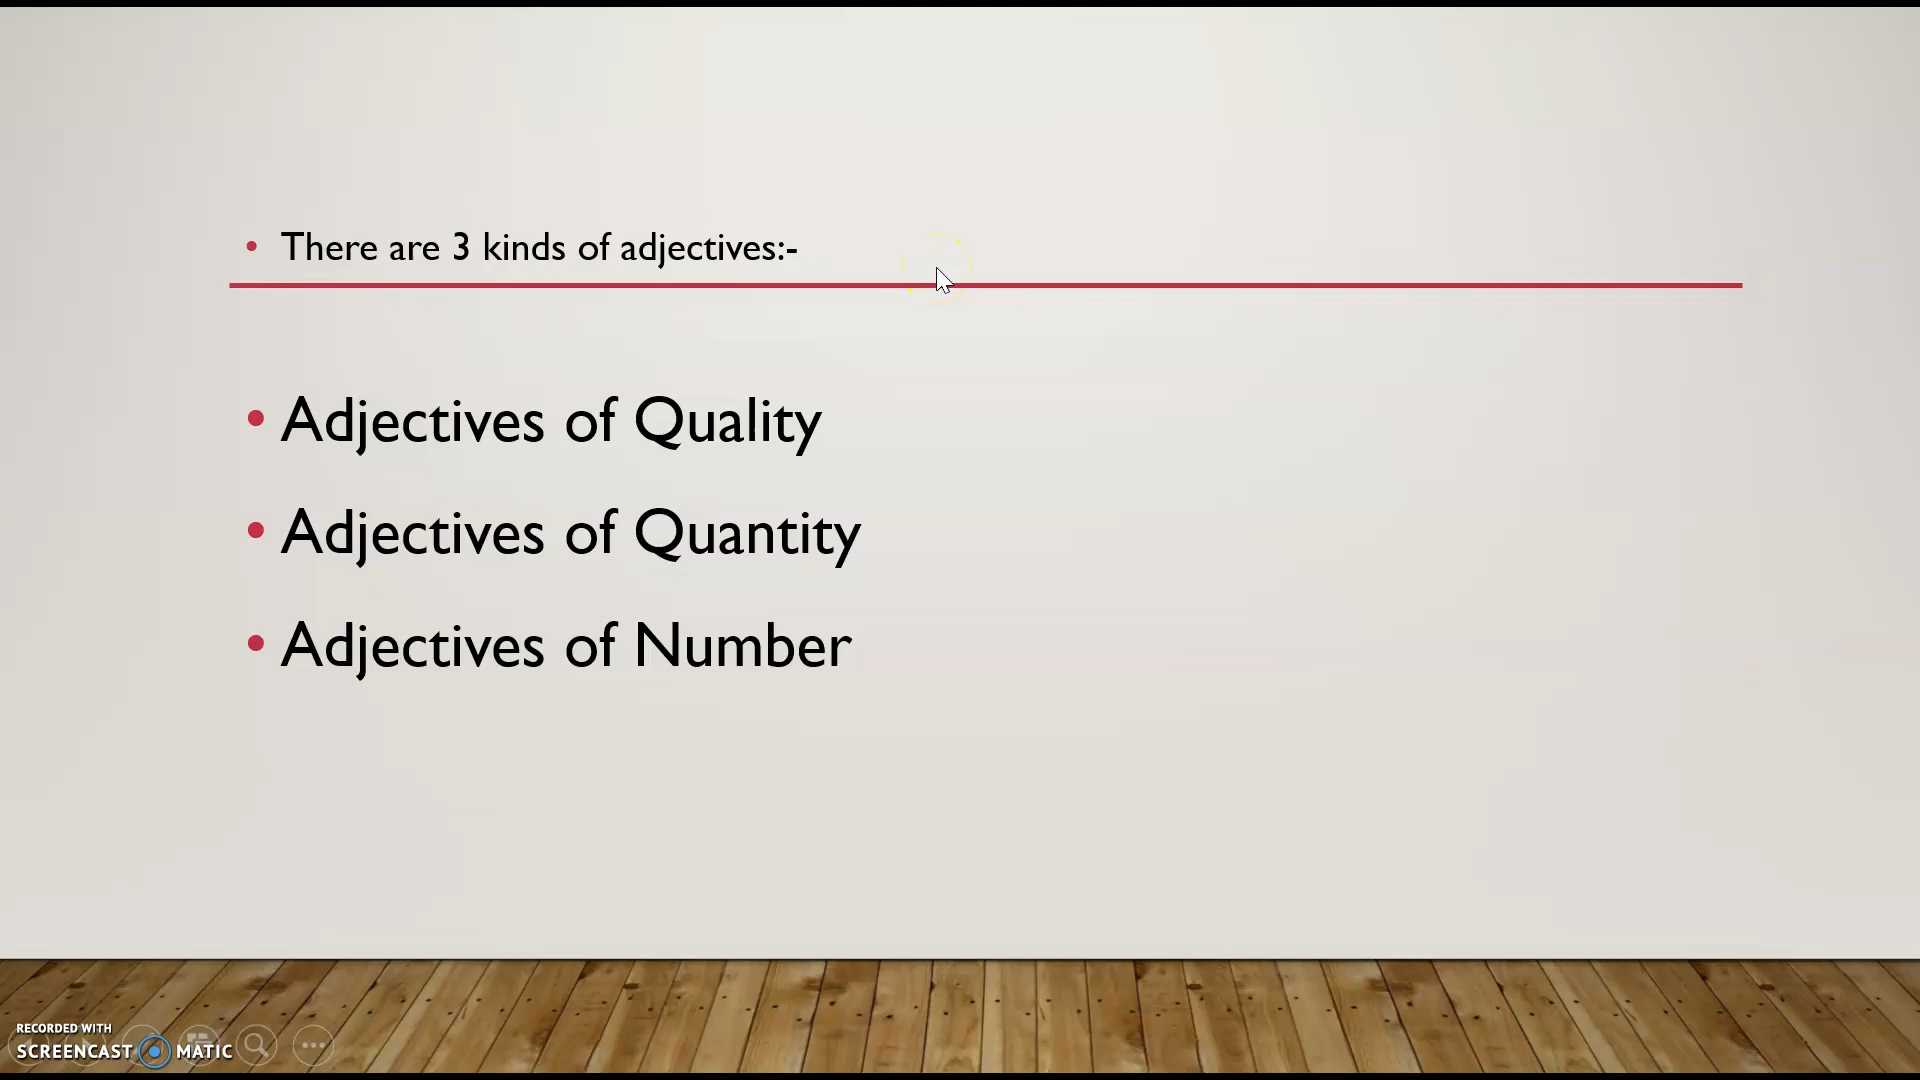 • There are 3 kinds of adjectives:-
• Adjectives of Quality
• Adjectives of Quantity
• Adjectives of Number
RECORDED WITH
SCREENCAST MATIC